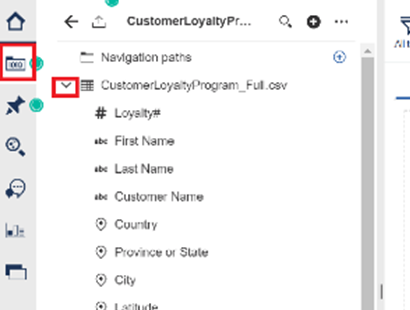 CustomerLoyaltyPr...
Navigation paths
CustomerLoyaltyProgram_Full.csv
# Loyalty#
abc First Name
abc Last Name
abc Customer Name
Country
Province or State
City
Latitude